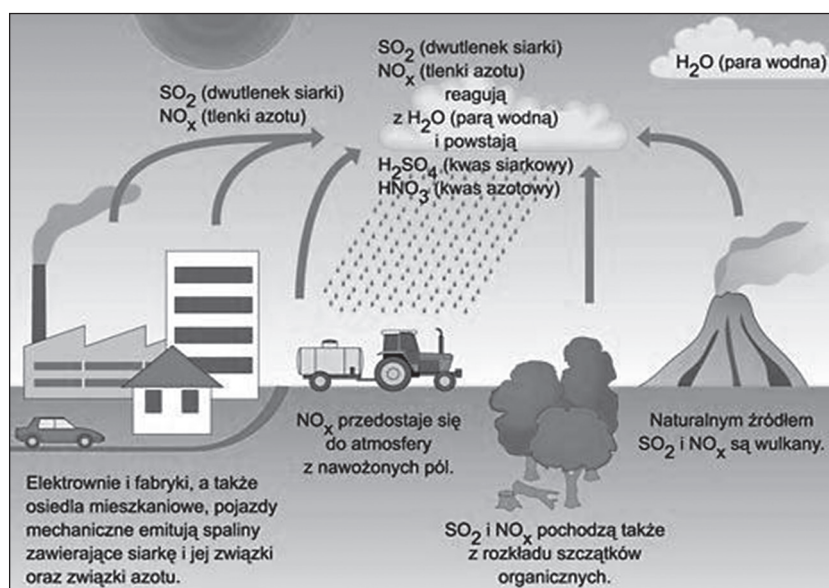 SO2 (dwutlenek siarki)
NOx (tlenki azotu)
SO2 (dwutlenek siarki)
NOx (tlenki azotu)
reagują
z H2O (parą wodną)
i powstają
H2SO4 (kwas siarkowy)
HNO3 (kwas azotowy)
H2O (para wodna)
Elektrownie i fabryki, a także
osiedla mieszkaniowe, pojazdy
mechaniczne emitują spaliny
zawierające siarkę i jej związki
oraz związki azotu.
NOx przedostaje się
do atmosfery
z nawożonych pól.
SO2 i NOx pochodzą także
z rozkładu szczątków
organicznych.
Naturalnym źródłem
SO2 i NOx są wulkany.